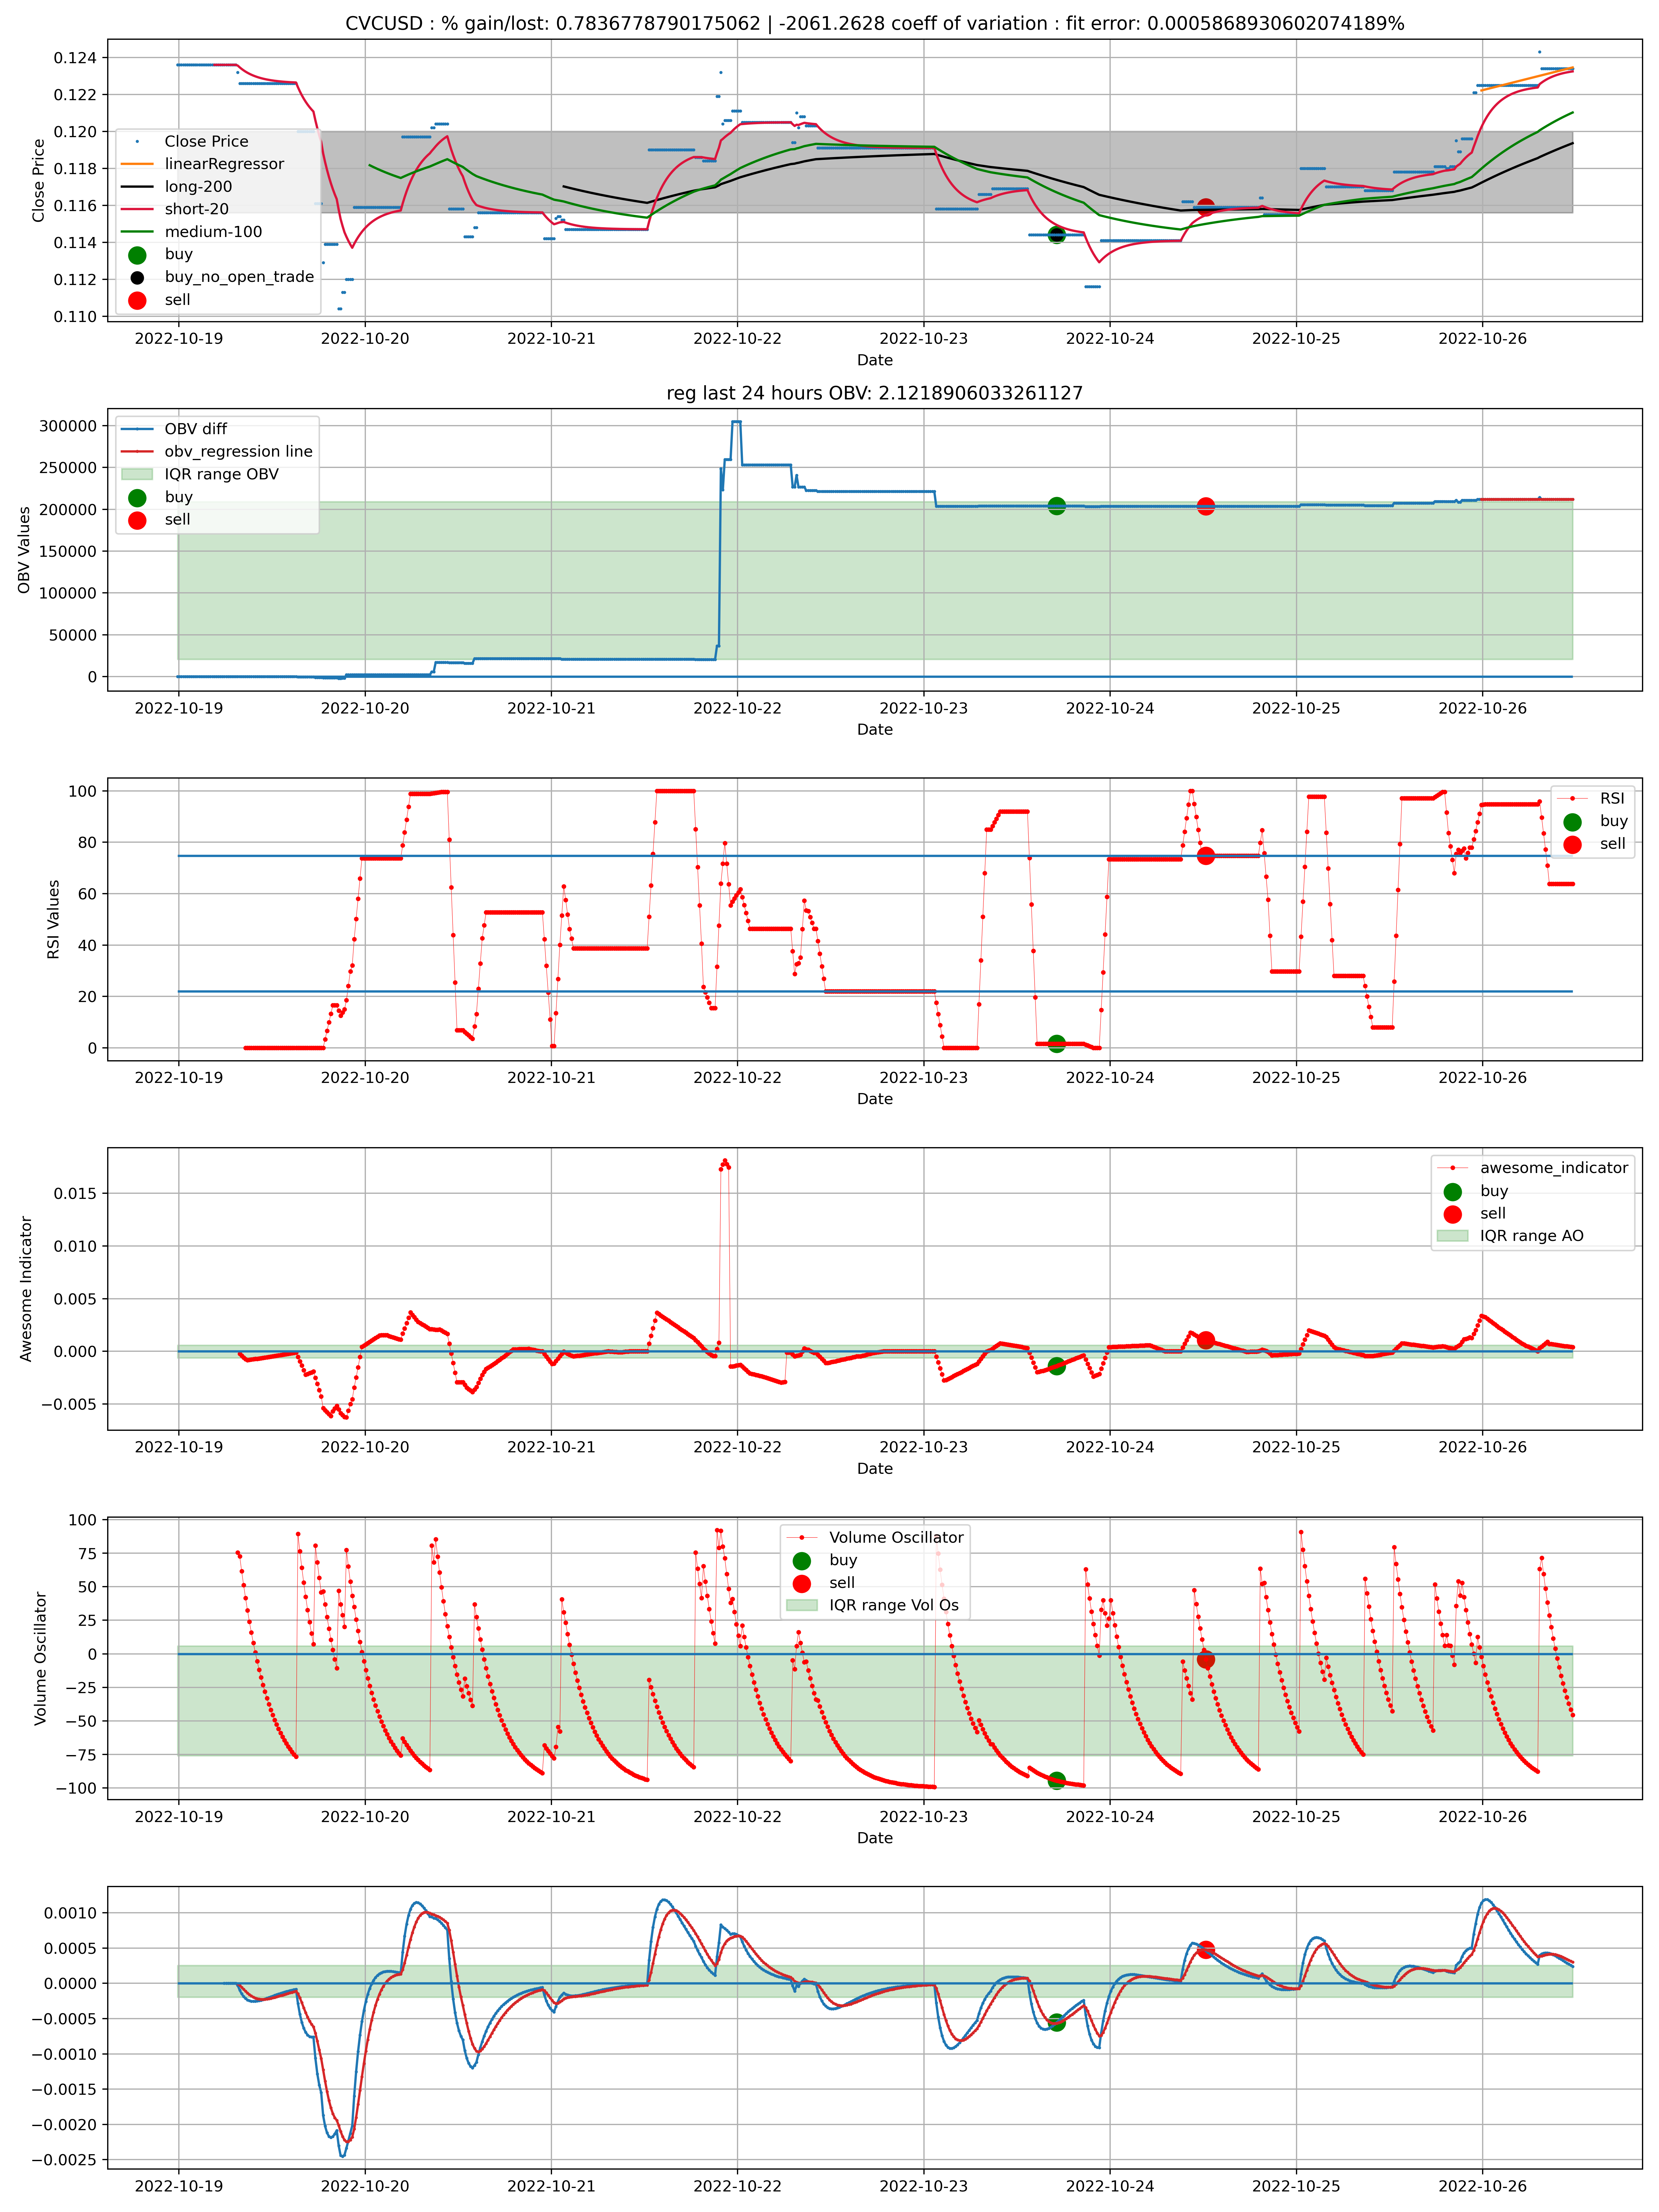 CVCUSD : % gain/lost: 0.7836778790175062 | -2061.2628 coeff of variation : fit error: 0.0005868930602074189%
0.124
0.122
0.120
0.118
0.116
0.114
0.112
0.110
Close Price
Close Price
linearRegressor
long-200
short-20
medium-100
buy
buy_no_open_trade
sell
2022-10-19 2022-10-20 2022-10-21 2022-10-22 2022-10-23 2022-10-24 2022-10-25 2022-10-26
Date
reg last 24 hours OBV: 2.1218906033261127
300000
250000
200000
150000
100000
50000
0
OBV Values
OBV diff
obv_regression line
IQR range OBV
buy
sell
2022-10-19 2022-10-20 2022-10-21 2022-10-22 2022-10-23 2022-10-24 2022-10-25 2022-10-26
Date
100
80
60
40
20
0
RSI Values
RSI
buy
sell
2022-10-19 2022-10-20 2022-10-21 2022-10-22 2022-10-23 2022-10-24 2022-10-25 2022-10-26
Date
0.015
0.010
0.005
0.000
−0.005
Awesome Indicator
awesome_indicator
buy
sell
IQR range AO
2022-10-19 2022-10-20 2022-10-21 2022-10-22 2022-10-23 2022-10-24 2022-10-25 2022-10-26
Date
100
75
50
25
0
−25
−50
−75
−100
Volume Oscillator
Volume Oscillator
buy
sell
IQR range Vol Os
2022-10-19 2022-10-20 2022-10-21 2022-10-22 2022-10-23 2022-10-24 2022-10-25 2022-10-26
Date
0.0010
0.0005
0.0000
−0.0005
−0.0010
−0.0015
−0.0020
−0.0025
2022-10-19 2022-10-20 2022-10-21 2022-10-22 2022-10-23 2022-10-24 2022-10-25 2022-10-26